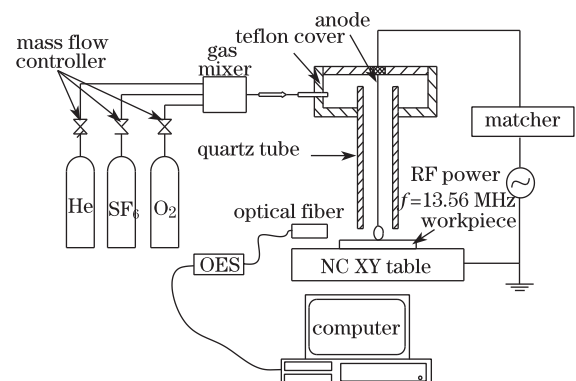 anode
teflon cover
mass flow
controller
gas
mixer
matcher
quartz tube
RF power
f=13.56 MHz
workpiece
He
SF6
O2
optical fiber
OES
NC XY table
computer